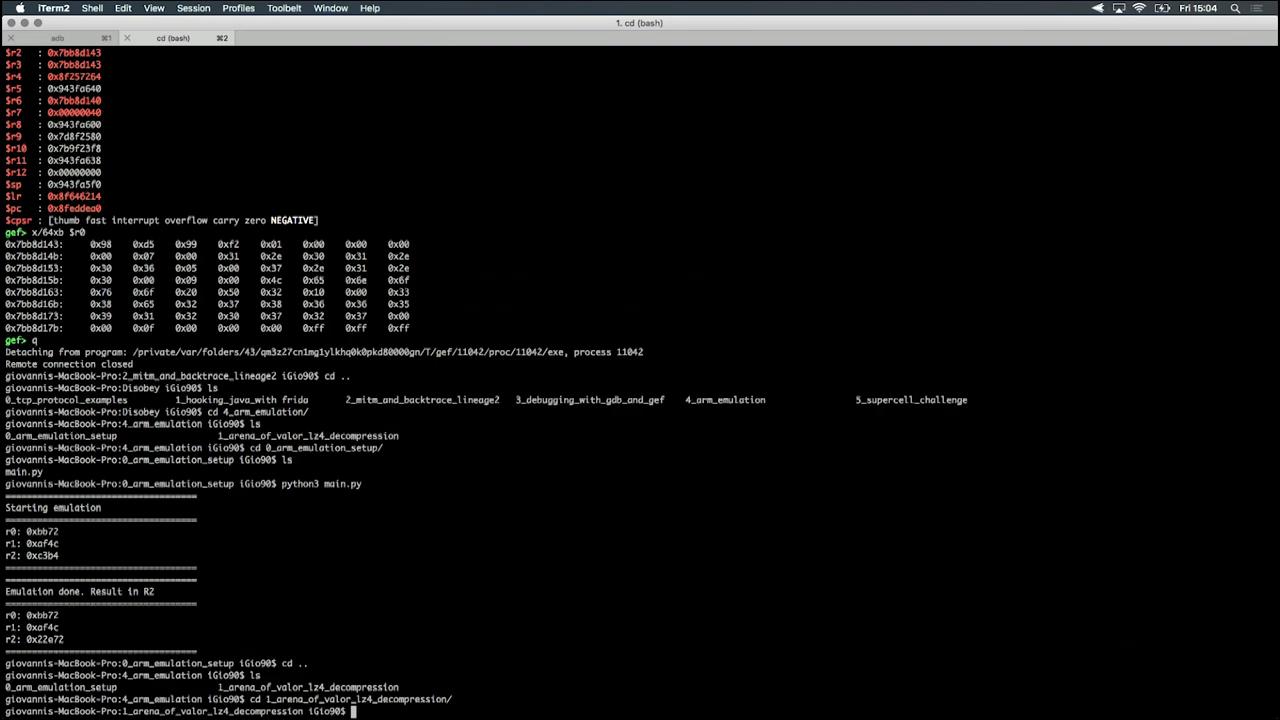 iTerm2 Shell Edit View Session Profiles Toolbelt Window Help Fri 15:04
1. cd (bash)
adb ⌘1 cd (bash) ⌘2
$r2 : 0x7bb8d143
$r3 : 0x7bb8d143
$r4 : 0x8f257264
$r5 : 0x943fa640
$r6 : 0x7bb8d140
$r7 : 0x00000040
$r8 : 0x943fa600
$r9 : 0x7d8f2580
$r10 : 0x7b9f23f8
$r11 : 0x943fa638
$r12 : 0x00000000
$sp : 0x943fa5f0
$lr : 0x8f646214
$pc : 0x8feddea0
$cpsr : [thumb fast interrupt overflow carry zero NEGATIVE]
gef> x/64xb $r0
0x7bb8d143: 0x98 0xd5 0x99 0xf2 0x01 0x00 0x00 0x00
0x7bb8d14b: 0x00 0x07 0x00 0x31 0x2e 0x30 0x31 0x2e
0x7bb8d153: 0x30 0x36 0x05 0x00 0x37 0x2e 0x31 0x2e
0x7bb8d15b: 0x30 0x00 0x09 0x00 0x4c 0x65 0x6e 0x6f
0x7bb8d163: 0x76 0x6f 0x20 0x50 0x32 0x10 0x00 0x33
0x7bb8d16b: 0x38 0x65 0x32 0x37 0x38 0x36 0x36 0x35
0x7bb8d173: 0x39 0x31 0x32 0x30 0x37 0x32 0x37 0x00
0x7bb8d17b: 0x00 0x0f 0x00 0x00 0x00 0xff 0xff 0xff
gef> q
Detaching from program: /private/var/folders/43/qm3z27cn1mg1ylkhq0k0pkd80000gn/T/gef/11042/proc/11042/exe, process 11042
Remote connection closed
giovannis-MacBook-Pro:2_mitm_and_backtrace_lineage2 iGio90$ cd ..
giovannis-MacBook-Pro:Disobey iGio90$ ls
0_tcp_protocol_examples 1_hooking_java_with frida 2_mitm_and_backtrace_lineage2 3_debugging_with_gdb_and_gef 4_arm_emulation 5_supercell_challenge
giovannis-MacBook-Pro:Disobey iGio90$ cd 4_arm_emulation/
giovannis-MacBook-Pro:4_arm_emulation iGio90$ ls
0_arm_emulation_setup 1_arena_of_valor_lz4_decompression
giovannis-MacBook-Pro:4_arm_emulation iGio90$ cd 0_arm_emulation_setup/
giovannis-MacBook-Pro:0_arm_emulation_setup iGio90$ ls
main.py
giovannis-MacBook-Pro:0_arm_emulation_setup iGio90$ python3 main.py
====================================
Starting emulation
====================================
r0: 0xbb72
r1: 0xaf4c
r2: 0xc3b4
====================================
====================================
Emulation done. Result in R2
====================================
r0: 0xbb72
r1: 0xaf4c
r2: 0x22e72
====================================
giovannis-MacBook-Pro:0_arm_emulation_setup iGio90$ cd ..
giovannis-MacBook-Pro:4_arm_emulation iGio90$ ls
0_arm_emulation_setup 1_arena_of_valor_lz4_decompression
giovannis-MacBook-Pro:4_arm_emulation iGio90$ cd 1_arena_of_valor_lz4_decompression/
giovannis-MacBook-Pro:1_arena_of_valor_lz4_decompression iGio90$